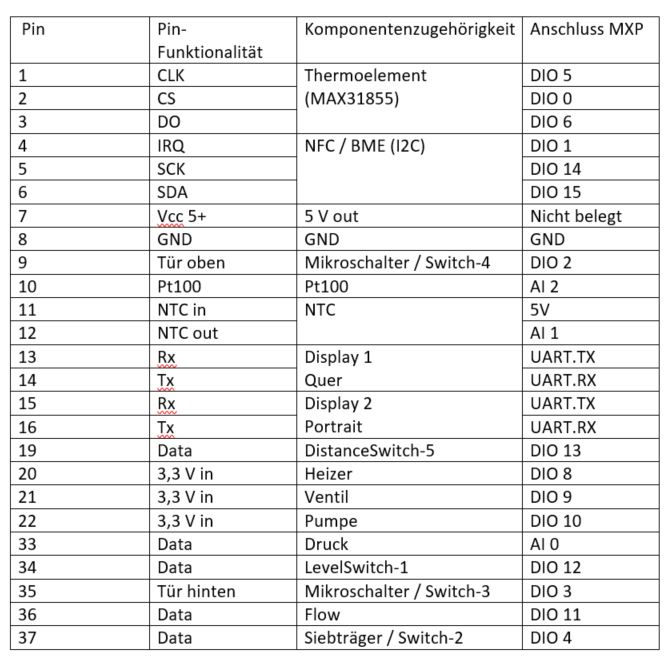 Pin Pin- Komponentenzugehörigkeit Anschluss MXP
Funktionalität
1 CLK Thermoelement DIO 5
2 CS (MAX31855) DIO 0
3 DO DIO 6
4 IRQ NFC / BME (I2C) DIO 1
5 SCK DIO 14
6 SDA DIO 15
7 Vcc 5+ 5 V out Nicht belegt
8 GND GND GND
9 Tür oben Mikroschalter / Switch-4 DIO 2
10 Pt100 Pt100 AI 2
11 NTC in NTC 5V
12 NTC out AI 1
13 Rx Display 1 UART.TX
14 Tx Quer UART.RX
15 Rx Display 2 UART.TX
16 Tx Portrait UART.RX
19 Data DistanceSwitch-5 DIO 13
20 3,3 V in Heizer DIO 8
21 3,3 V in Ventil DIO 9
22 3,3 V in Pumpe DIO 10
33 Data Druck AI 0
34 Data LevelSwitch-1 DIO 12
35 Tür hinten Mikroschalter / Switch-3 DIO 3
36 Data Flow DIO 11
37 Data Siebträger / Switch-2 DIO 4